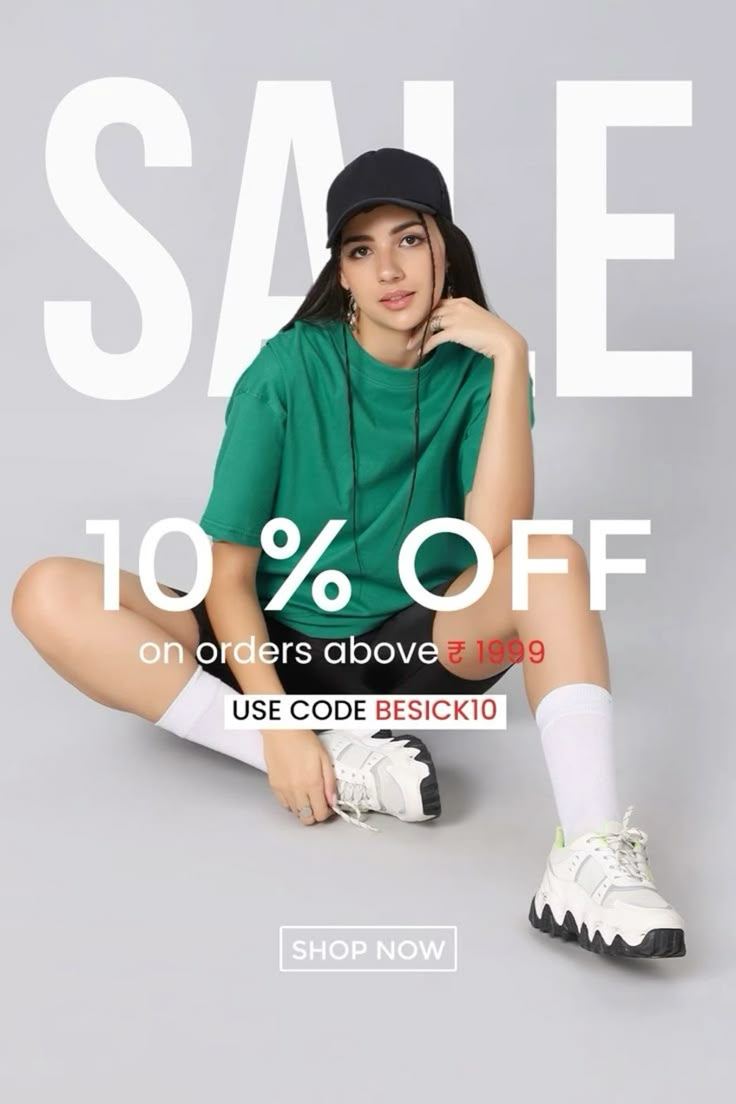 SALE
10 % OFF
on orders above ₹ 1999
USE CODE BESICK10
SHOP NOW